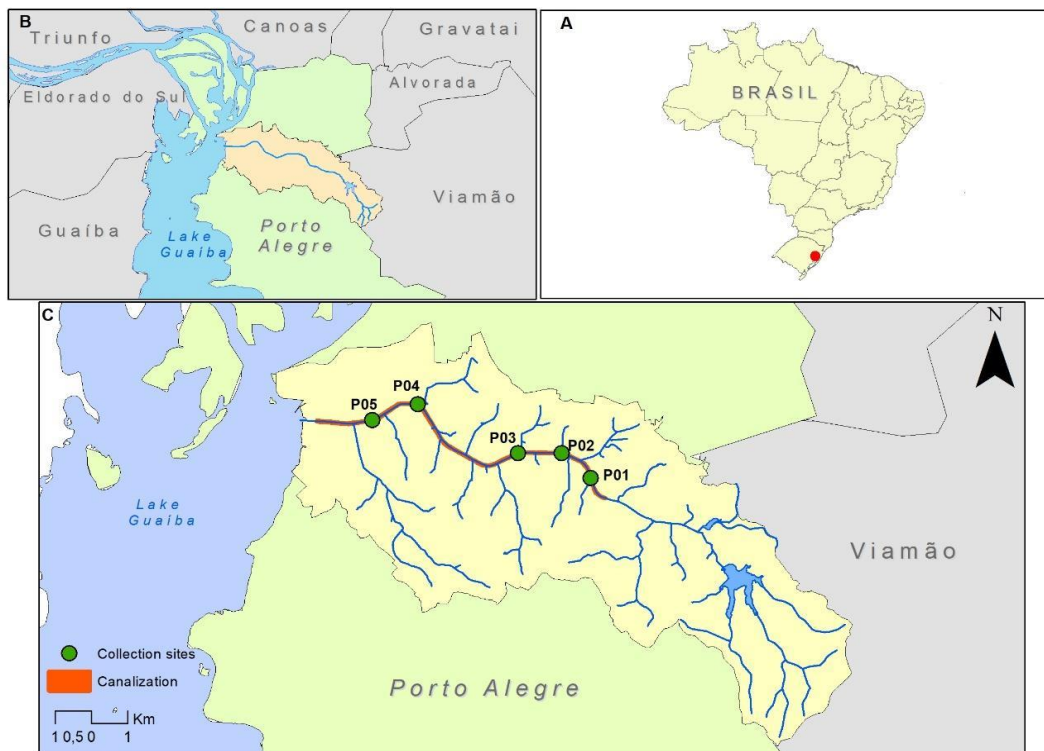 B
Canoas
Gravatai
Triunfo
Alvorada
Eldorado do Sul
Viamão
Guaíba
Lake
Guaíba
Porto
Alegre
A
BRASIL
C
N
P04
P05
P03
P02
P01
Lake
Guaíba
Viamão
Collection sites
Canalization
Porto Alegre
Km
1 0,5 0 1